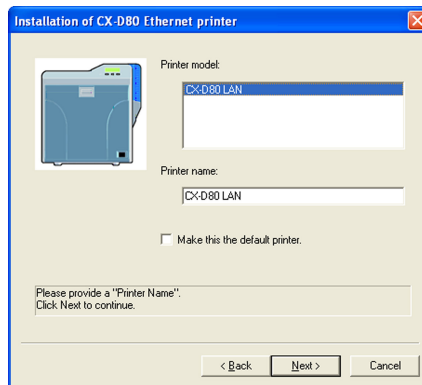 Installation of CX-D80 Ethernet printer
Printer model:
CX-D80 LAN
Printer name:
CX-D80 LAN
Make this the default printer.
Please provide a "Printer Name".
Click Next to continue.
< Back
Next >
Cancel